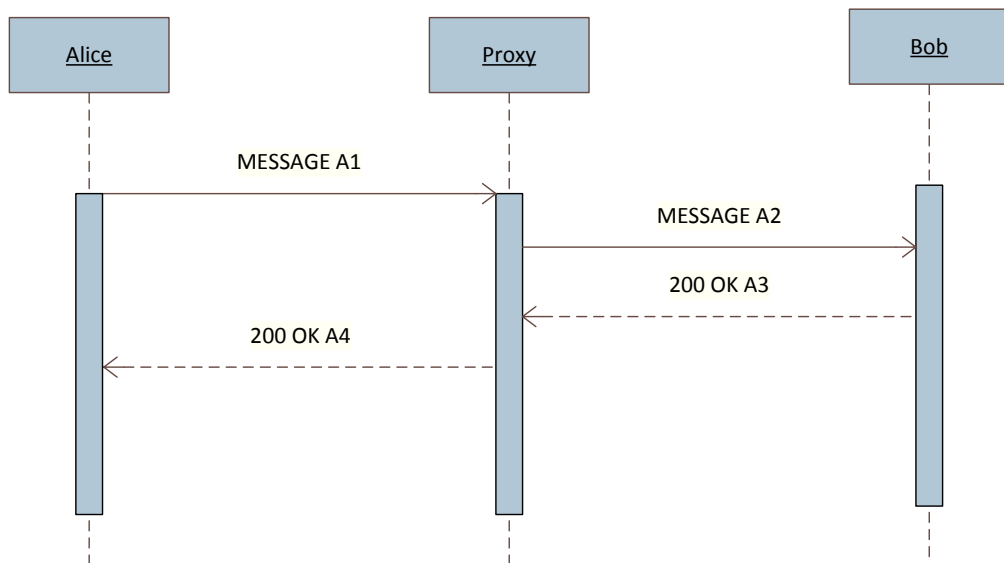 Alice
Proxy
Bob
MESSAGE A1
MESSAGE A2
200 OK A3
200 OK A4